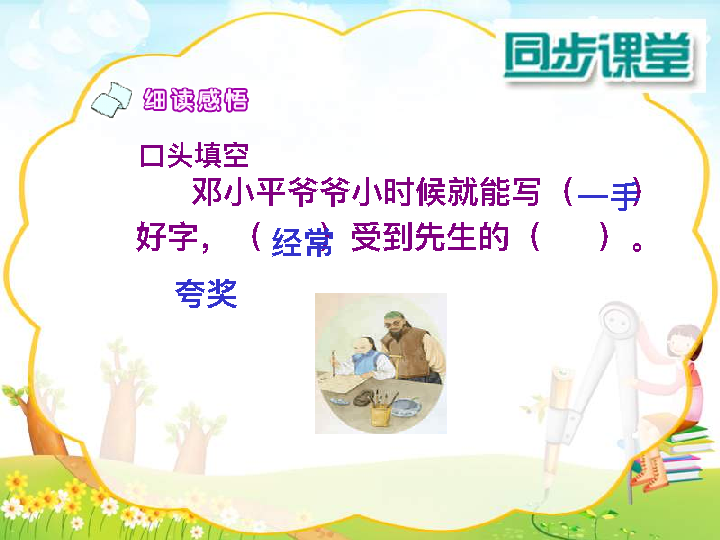 同步课堂
细读感悟
口头填空
邓小平爷爷小时候就能写（一手）
好字，（经常）受到先生的（　　）。
夸奖